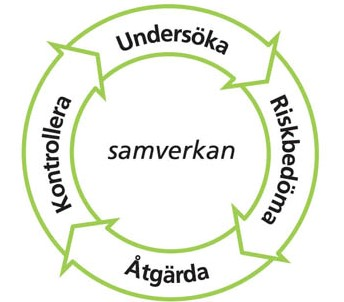 Undersöka
Riskbedöma
Åtgärda
Kontrollera
samverkan